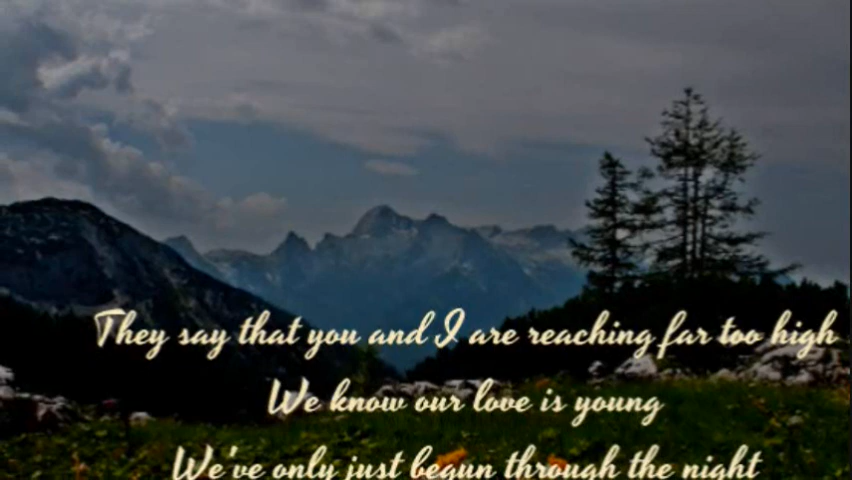 They say that you and I are reaching far too high
We know our love is young
We've only just begun through the night